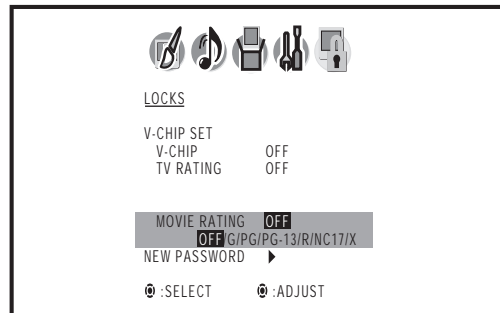 LOCKS
V-CHIP SET
V-CHIP OFF
TV RATING OFF
MOVIE RATING OFF
OFF/G/PG/PG-13/R/NC17/X
NEW PASSWORD ▶
:SELECT :ADJUST